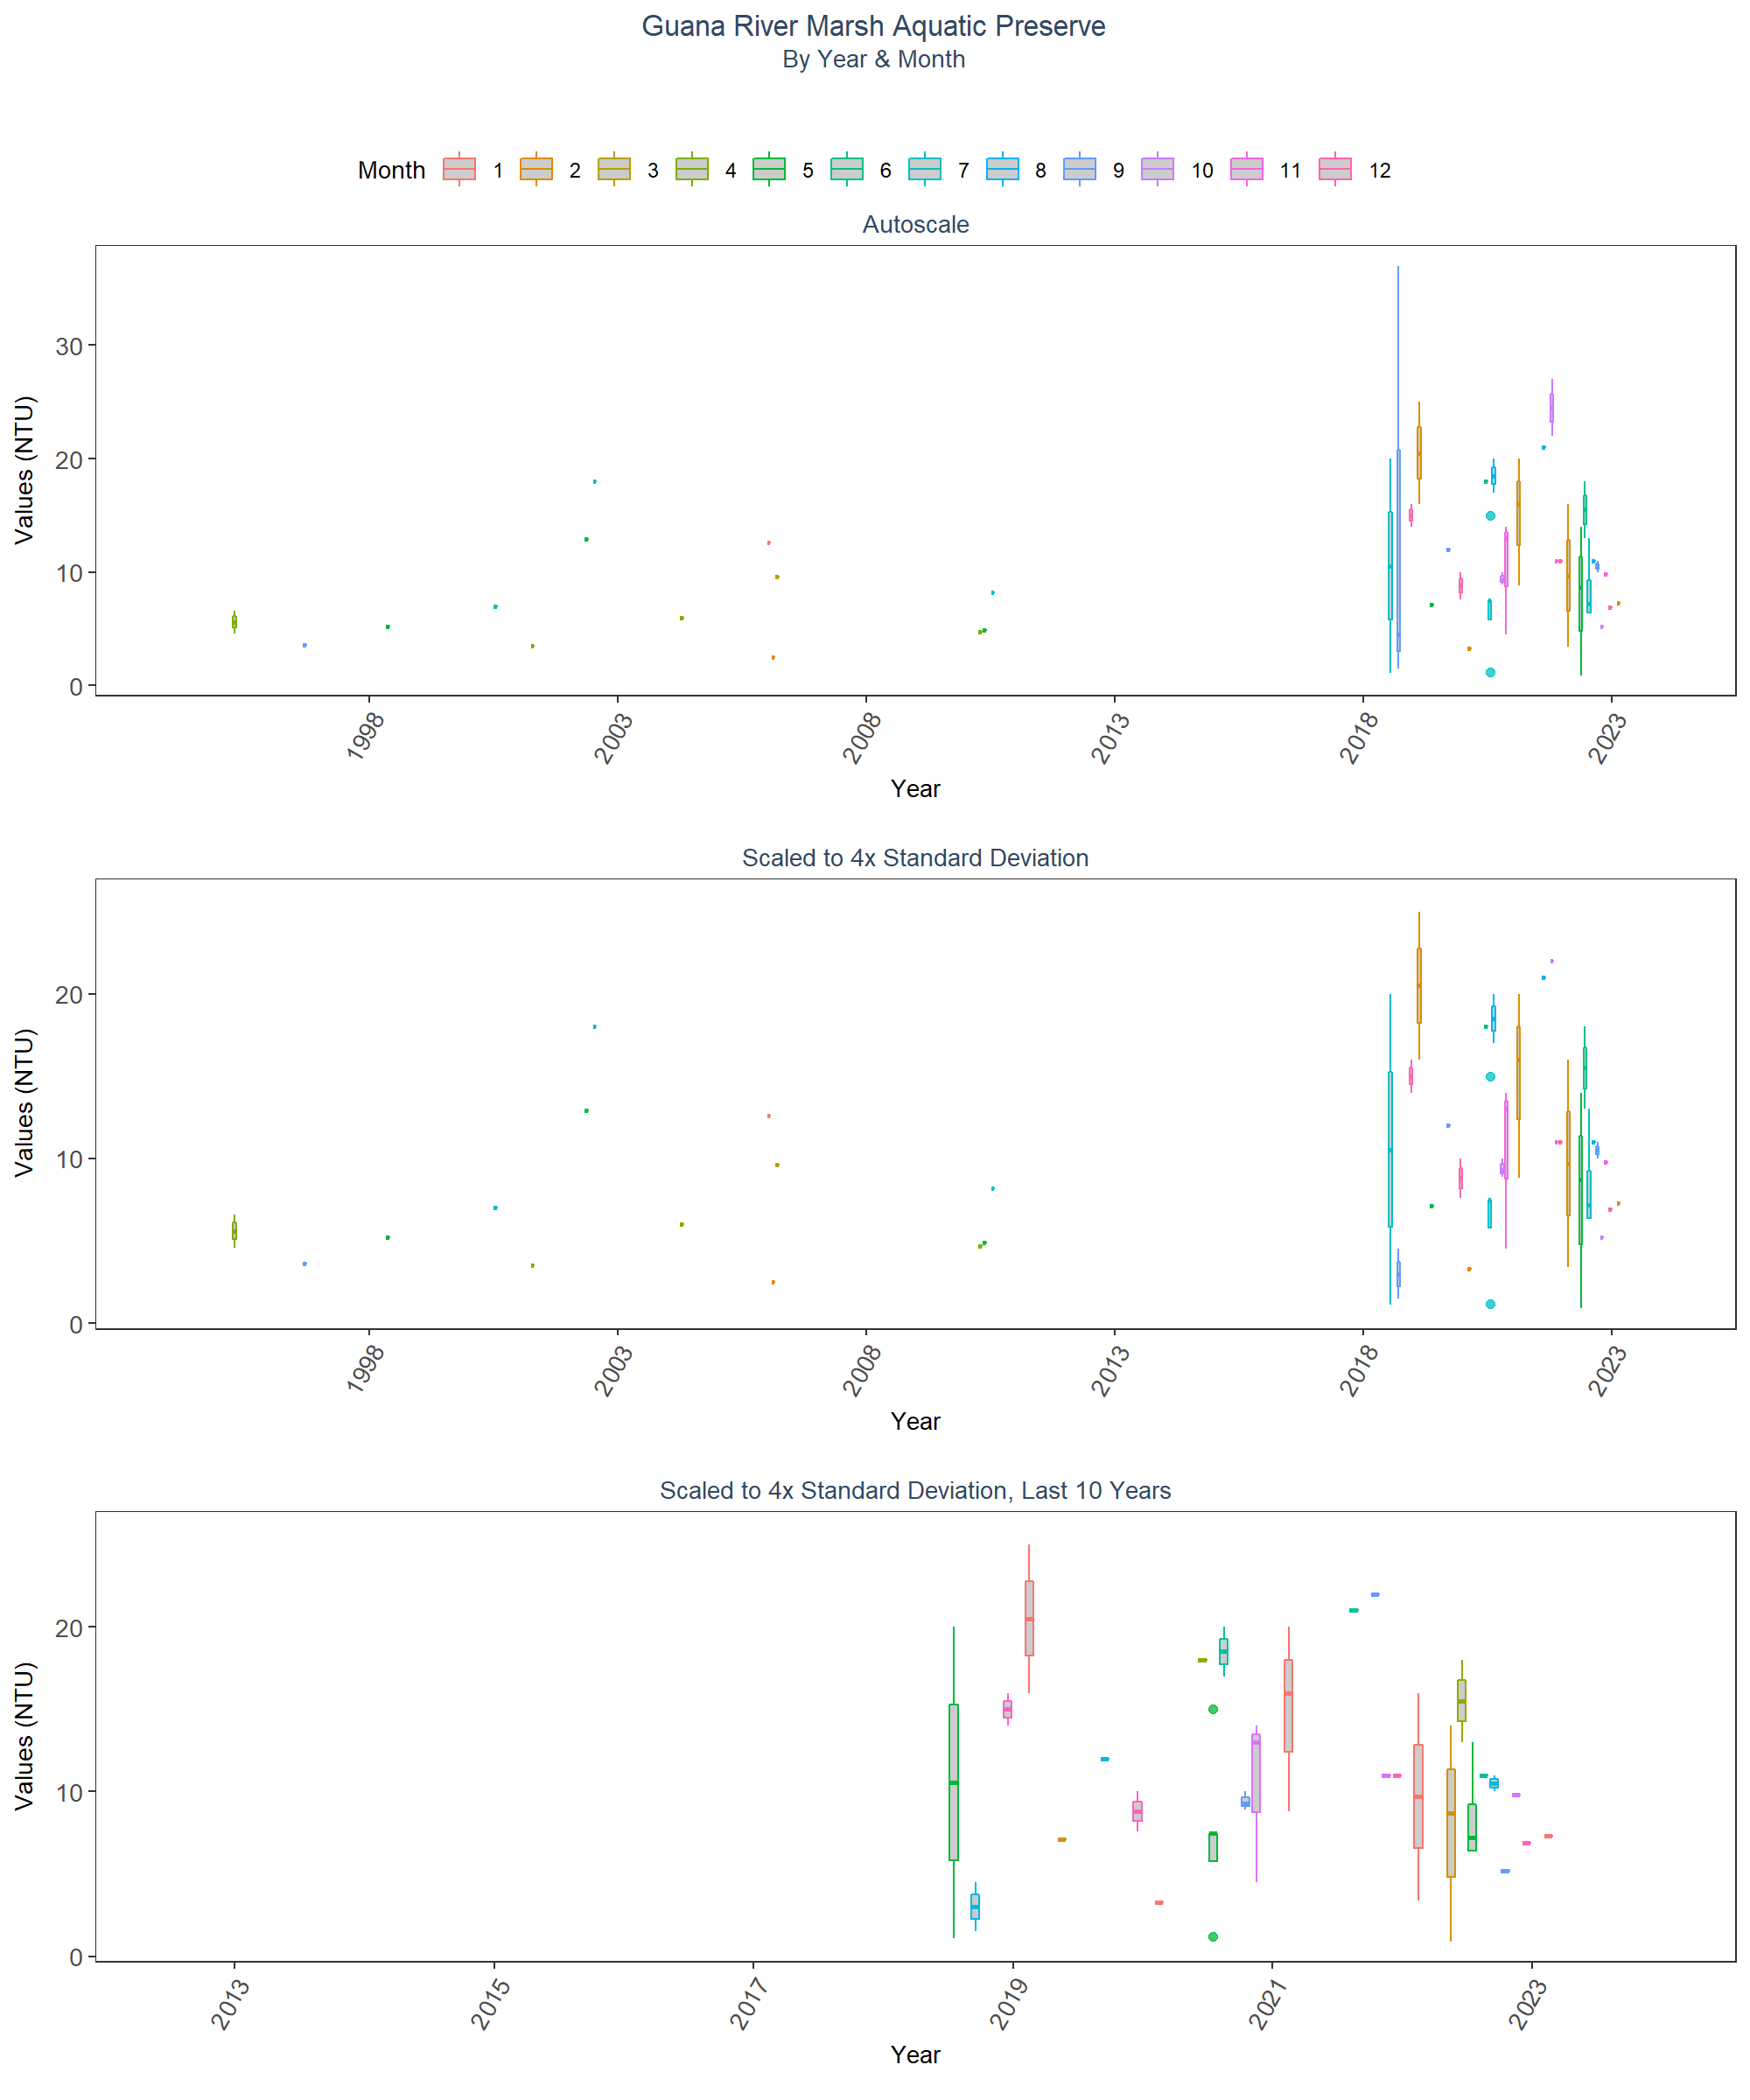 Guana River Marsh Aquatic Preserve
By Year & Month
Month 1 2 3 4 5 6 7 8 9 10 11 12
Autoscale
Values (NTU)
30
20
10
0
1998 2003 2008 2013 2018 2023
Year
Scaled to 4x Standard Deviation
Values (NTU)
20
10
0
1998 2003 2008 2013 2018 2023
Year
Scaled to 4x Standard Deviation, Last 10 Years
Values (NTU)
20
10
0
2013 2015 2017 2019 2021 2023
Year